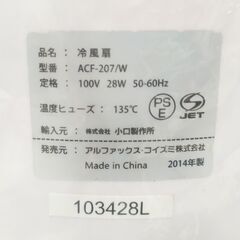 品名：冷風扇
型番：ACF-207/W
定格：100V 28W 50-60Hz
温度ヒューズ：135℃
PS
E
JET
輸入元：株式会社 小口製作所
発売元：アルファックス・コイズミ株式会社
Made in China 2014年製
103428L